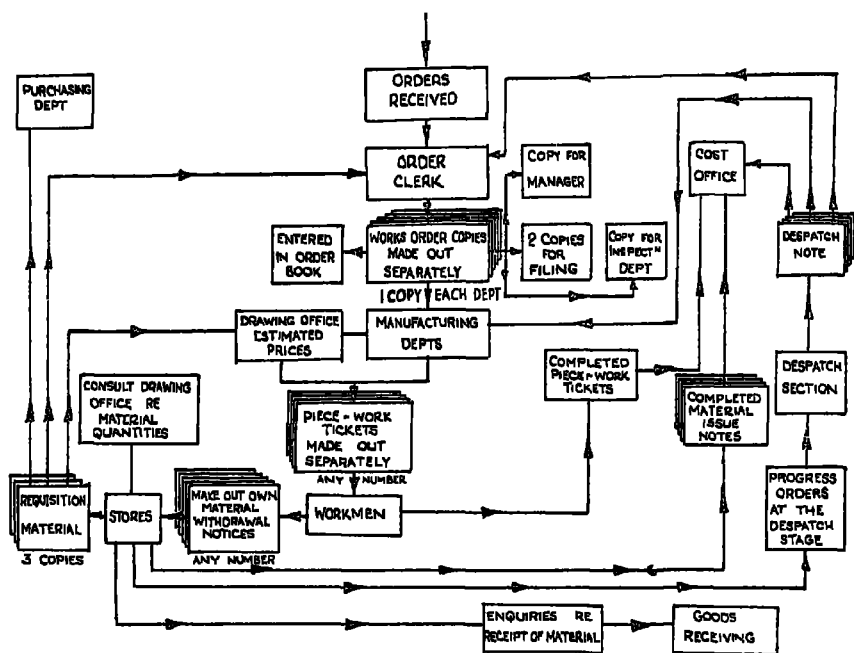 ORDERS
RECEIVED
PURCHASING
DEPT
ORDER
CLERK
COPY FOR
MANAGER
COST
OFFICE
ENTERED
IN ORDER
BOOK
WORKS ORDER COPIES
MADE OUT
SEPARATELY
2 COPIES
FOR
FILING
COPY FOR
INSPECTN
DEPT
DESPATCH
NOTE
1 COPY EACH DEPT
DRAWING OFFICE
ESTIMATED
PRICES
MANUFACTURING
DEPTS
COMPLETED
PIECE-WORK
TICKETS
DESPATCH
SECTION
CONSULT DRAWING
OFFICE RE
MATERIAL
QUANTITIES
PIECE-WORK
TICKETS
MADE OUT
SEPARATELY
ANY NUMBER
COMPLETED
MATERIAL
ISSUE
NOTES
REQUISITION
MATERIAL
3 COPIES
STORES
MAKE OUT OWN
MATERIAL
WITHDRAWAL
NOTICES
ANY NUMBER
WORKMEN
PROGRESS
ORDERS
AT THE
DESPATCH
STAGE
ENQUIRIES RE
RECEIPT OF MATERIAL
GOODS
RECEIVING